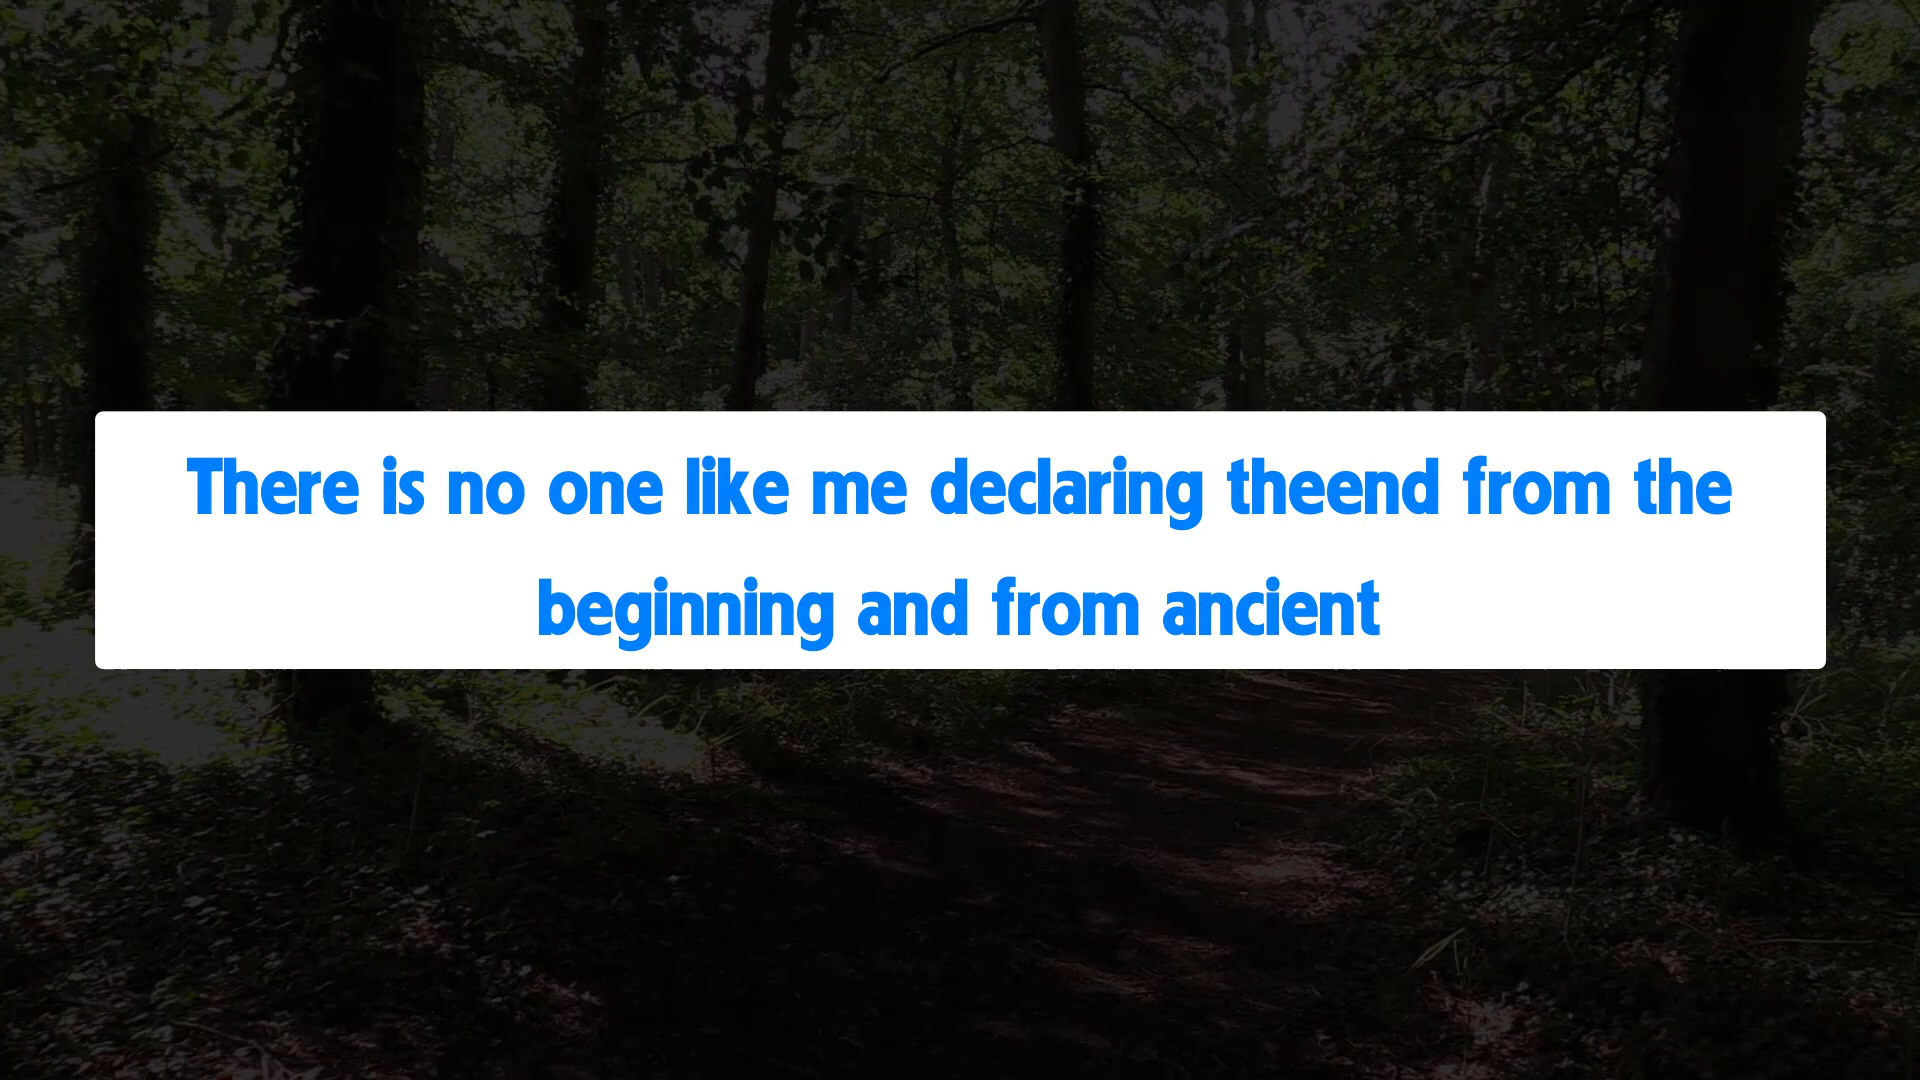 There is no one like me declaring theend from the
beginning and from ancient